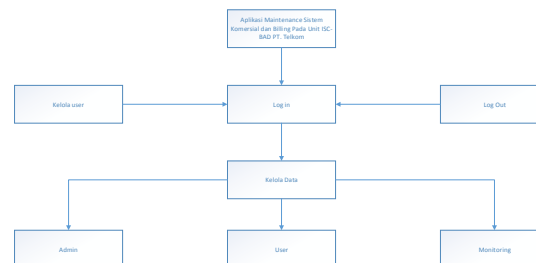 Aplikasi Maintenance Sistem
Komersial dan Billing Pada Unit ISC-
BAD PT. Telkom
Kelola user
Log in
Log Out
Kelola Data
Admin
User
Monitoring